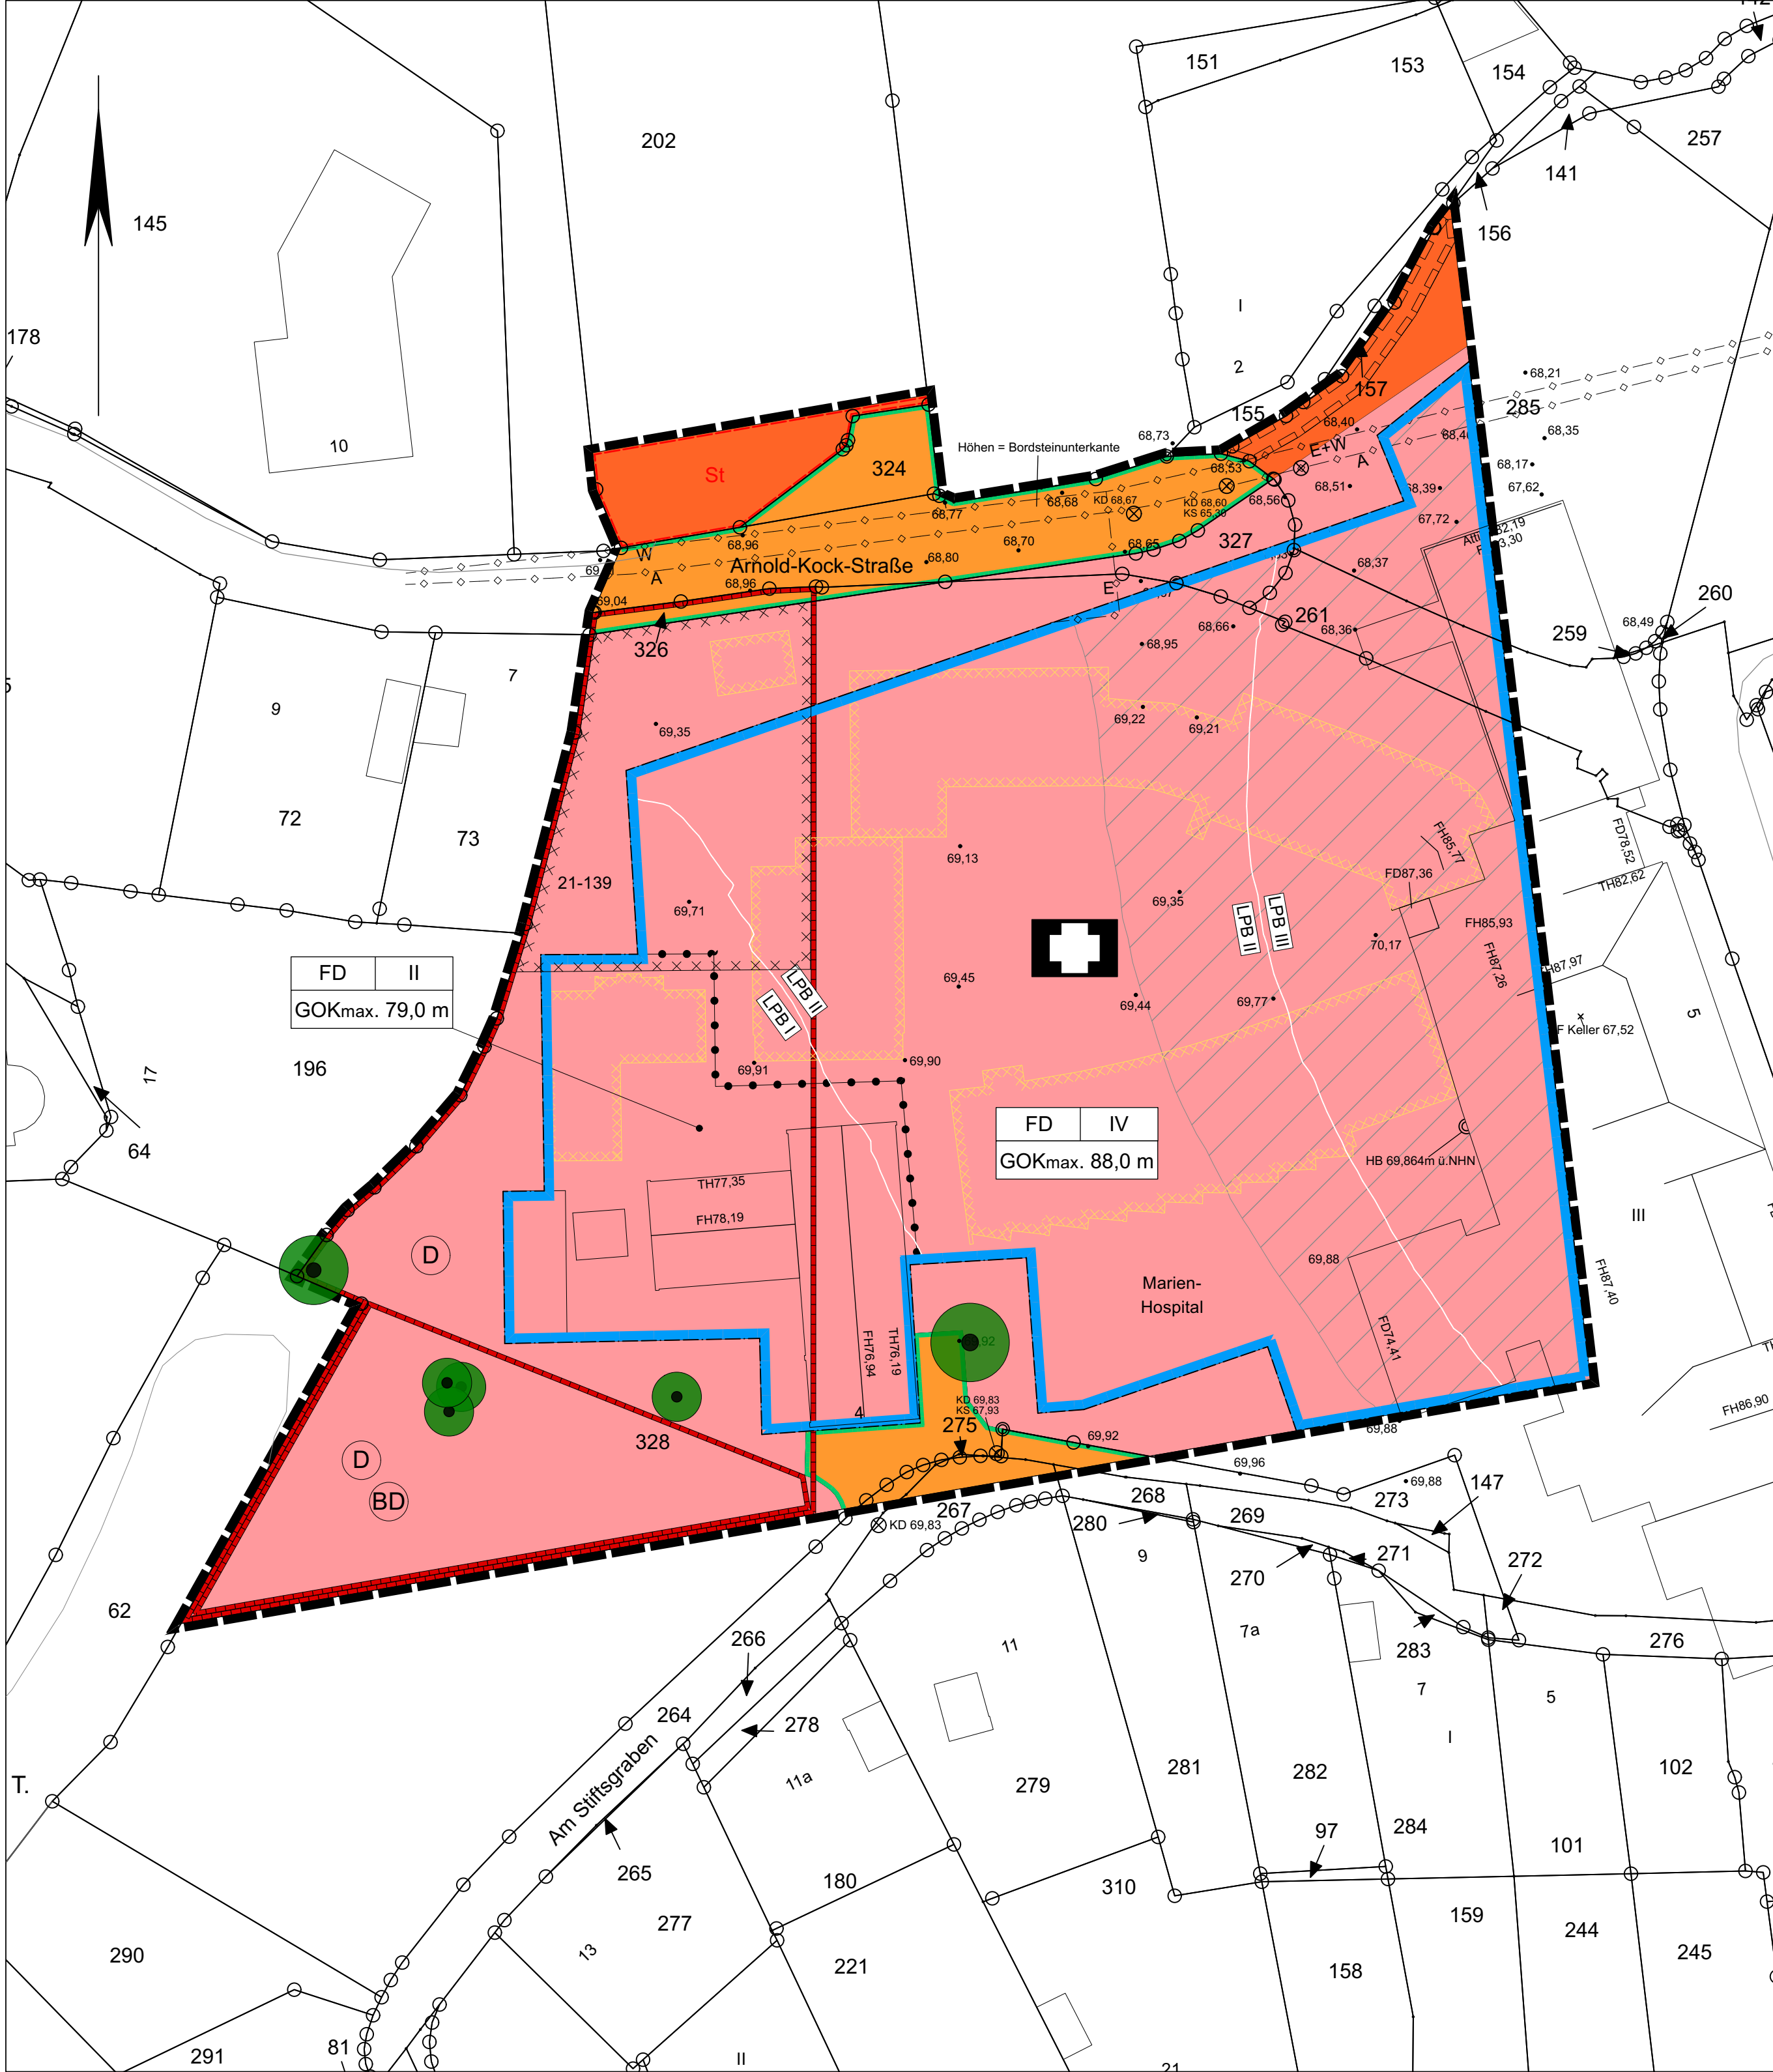 151
153
154
257
202
141
145
156
I
178
2
157
68,21
155
285
68,40
10
68,73
68,35
Höhen = Bordsteinunterkante
E+W
324
St
68,53
A
68,17
68,51
68,39
67,62
68,68
KD 68,67
KD 68,60
68,56
68,77
KS 65,30
67,72
327
68,96
68,70
68,65
W
Arnold-Kock-Straße
68,80
68,37
A
68,96
E
69,04
260
261
68,49
68,66
68,36
259
326
68,95
7
9
69,22
69,21
69,35
72
73
FH85,77
FD78,52
69,13
FD87,36
TH82,62
21-139
69,71
69,35
LPB II
LPB III
FH85,93
70,17
FH87,26
FH87,97
FD
II
GOKmax. 79,0 m
69,45
69,44
69,77
LPB II
LPB I
5
F Keller 67,52
196
17
69,91
69,90
FD
IV
GOKmax. 88,0 m
64
HB 69,864m ü.NHN
TH77,35
FH78,19
III
D
69,88
Marien-
Hospital
FH87,40
FH76,94
TH76,19
FD74,41
FH86,90
KD 69,83
KS 67,93
4
275
328
69,92
69,88
D
69,96
69,88
BD
147
268
273
267
269
KD 69,83
280
9
271
272
270
62
7a
266
11
283
276
7
5
264
278
I
Am Stiftsgraben
T.
11a
279
281
282
102
97
284
265
101
180
310
277
159
13
244
245
290
221
158
81
291
II
21